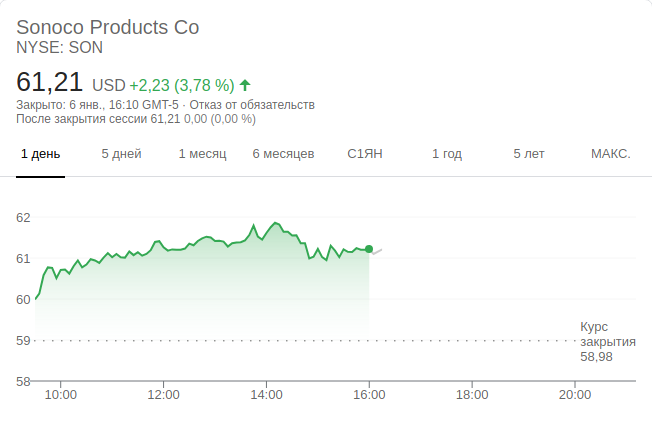 Sonoco Products Co
NYSE: SON
61,21 USD +2,23 (3,78 %)
Закрыто: 6 янв., 16:10 GMT-5 · Отказ от обязательств
После закрытия сессии 61,21 0,00 (0,00 %)
1 день 5 дней 1 месяц 6 месяцев С1ЯН 1 год 5 лет МАКС.
62
61
60
Курс
59 закрытия
58,98
58
10:00 12:00 14:00 16:00 18:00 20:00